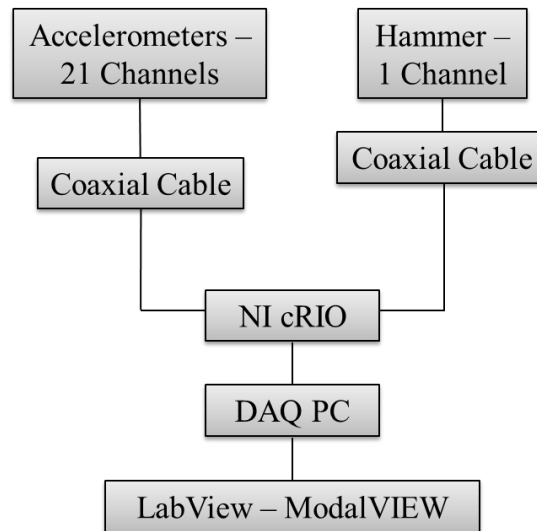 Accelerometers –
21 Channels
Hammer –
1 Channel
Coaxial Cable
Coaxial Cable
NI cRIO
DAQ PC
LabView – ModalVIEW